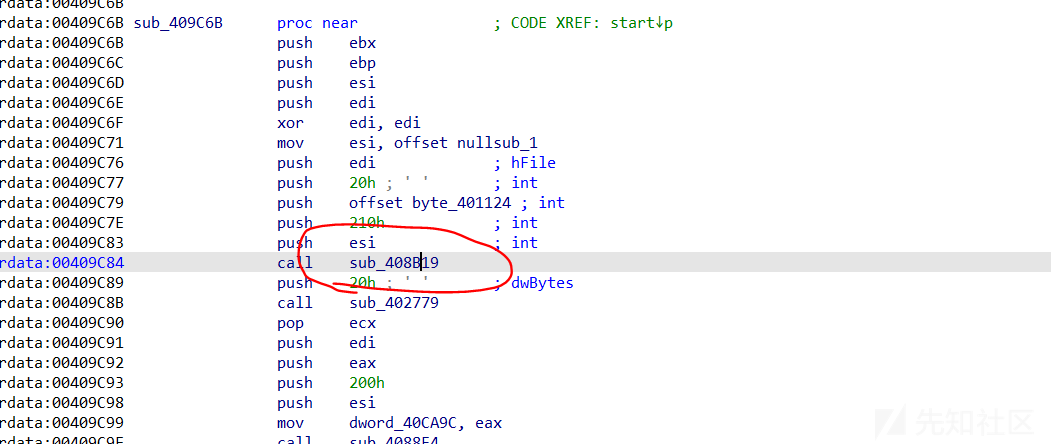 rdata:00409C6B
rdata:00409C6B sub_409C6B proc near ; CODE XREF: start↓p
rdata:00409C6B push ebx
rdata:00409C6C push ebp
rdata:00409C6D push esi
rdata:00409C6E push edi
rdata:00409C6F xor edi, edi
rdata:00409C71 mov esi, offset nullsub_1
rdata:00409C76 push edi ; hFile
rdata:00409C77 push 20h ; ' ' ; int
rdata:00409C79 push offset byte_401124 ; int
rdata:00409C7E push 210h ; int
rdata:00409C83 push esi ; int
rdata:00409C84 call sub_408B19
rdata:00409C89 push 20h ; ' ' ; dwBytes
rdata:00409C8B call sub_402779
rdata:00409C90 pop ecx
rdata:00409C91 push edi
rdata:00409C92 push eax
rdata:00409C93 push 200h
rdata:00409C98 push esi
rdata:00409C99 mov dword_40CA9C, eax
rdata:00409C9E call sub_4088F4
先知社区